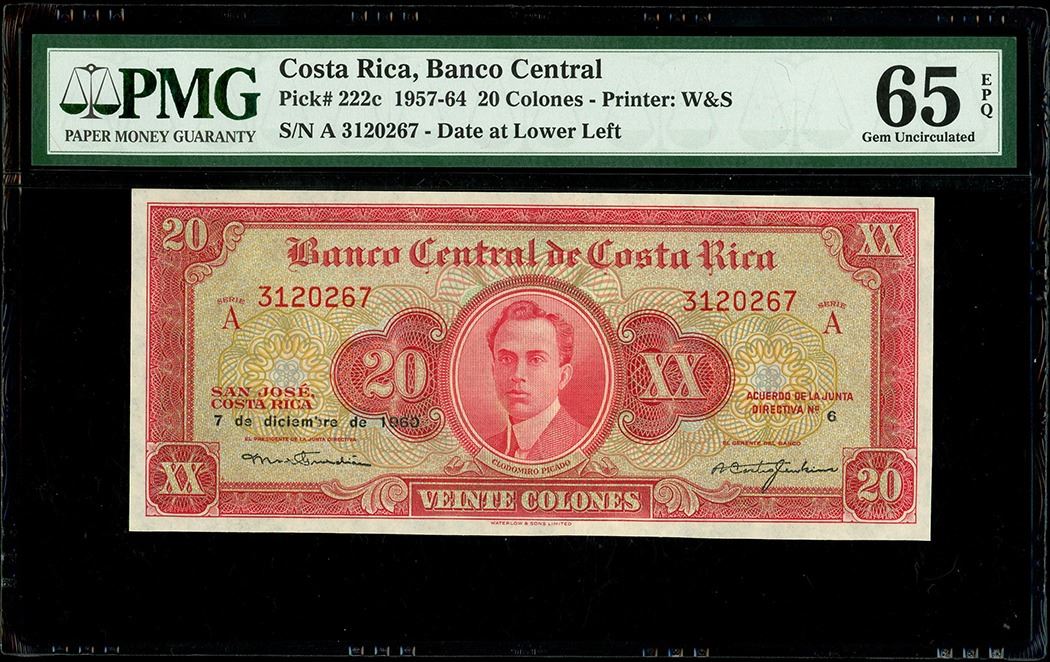 PMG
PAPER MONEY GUARANTY
Costa Rica, Banco Central
Pick# 222c 1957-64 20 Colones - Printer: W&S
S/N A 3120267 - Date at Lower Left
65
EPQ
Gem Uncirculated
20
XX
Banco Central de Costa Rica
SERIE
A
3120267
3120267
SERIE
A
20
XX
SAN JOSÉ,
COSTA RICA
7 de diciembre de 1960
ACUERDO DE LA JUNTA
DIRECTIVA Nº 6
EL PRESIDENTE DE LA JUNTA DIRECTIVA
EL GERENTE DEL BANCO
CLODOMIRO PICADO
XX
20
VEINTE COLONES
WATERLOW & SONS LIMITED